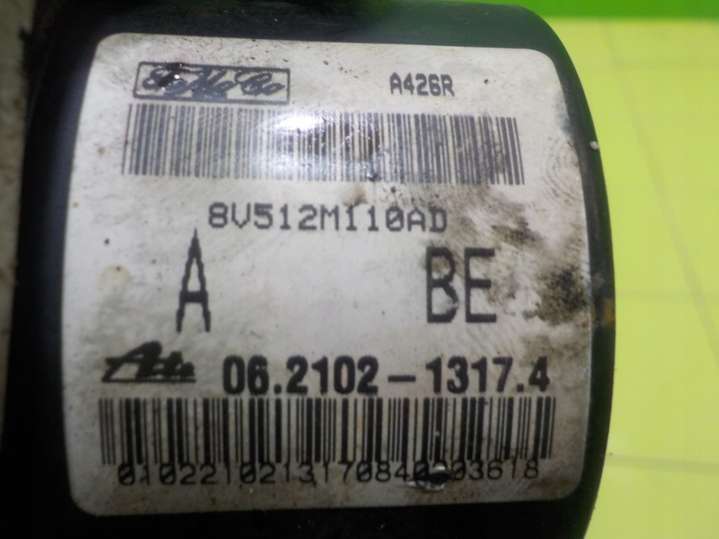 FoMoCo A426R
8V512M110AD
A BE
Ate 06.2102-1317.4